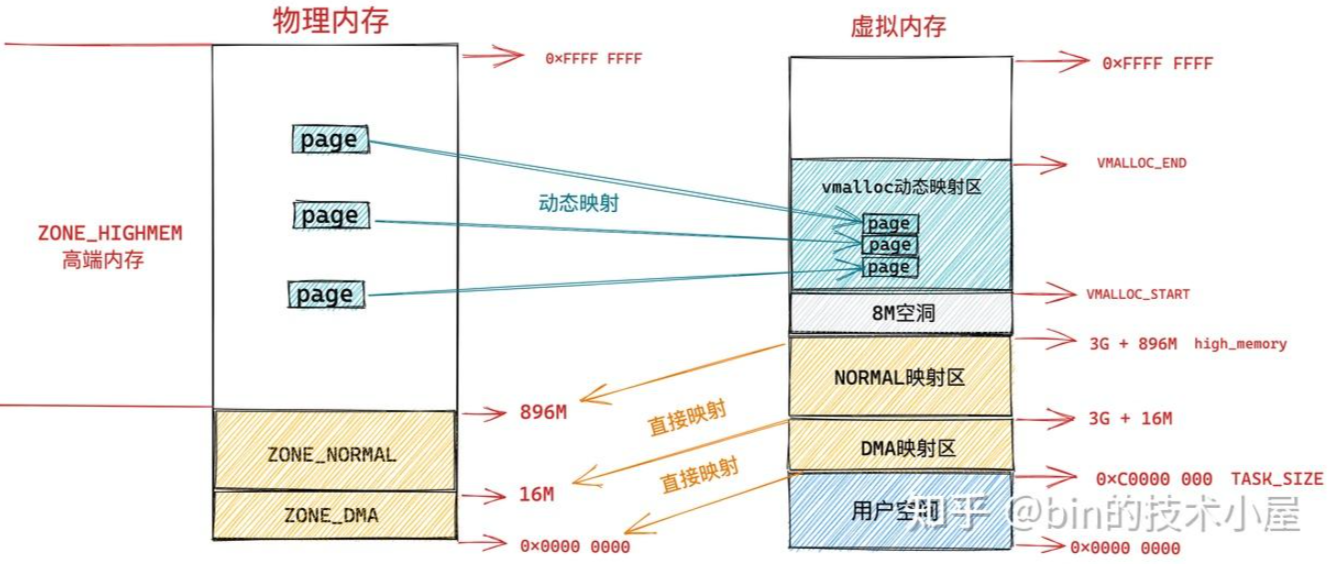 物理内存
虚拟内存
0×FFFF FFFF
0×FFFF FFFF
page
VMALLOC_END
vmalloc动态映射区
动态映射
page
page
page
page
ZONE_HIGHMEM
高端内存
page
VMALLOC_START
8M空洞
3G + 896M high_memory
NORMAL映射区
896M
直接映射
3G + 16M
ZONE_NORMAL
DMA映射区
直接映射
0×C0000 000 TASK_SIZE
16M
ZONE_DMA
用户空间
知乎 @bin的技术小屋
0×0000 0000
0×0000 0000